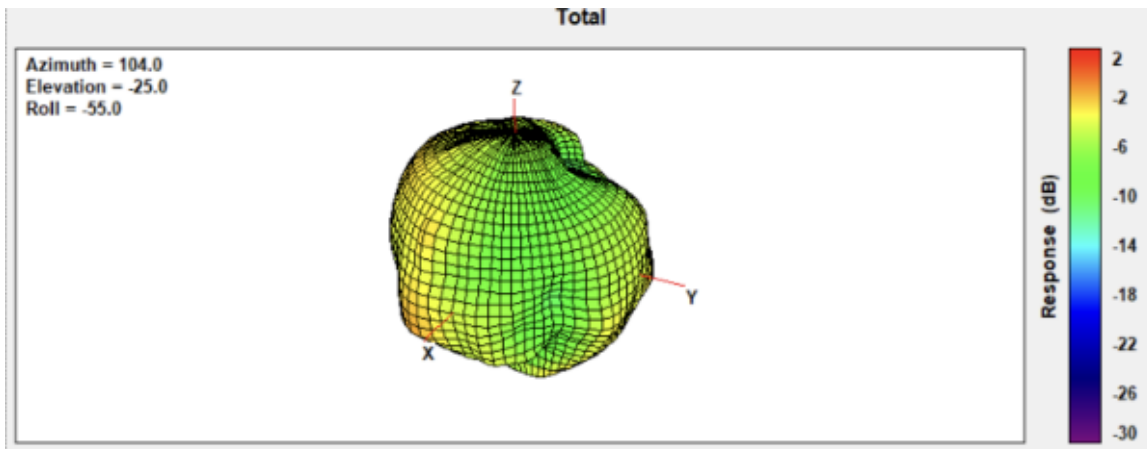 Total
Azimuth = 104.0
Elevation = -25.0
Roll = -55.0
Z
Y
X
2
-2
-6
-10
-14
-18
-22
-26
-30
Response (dB)